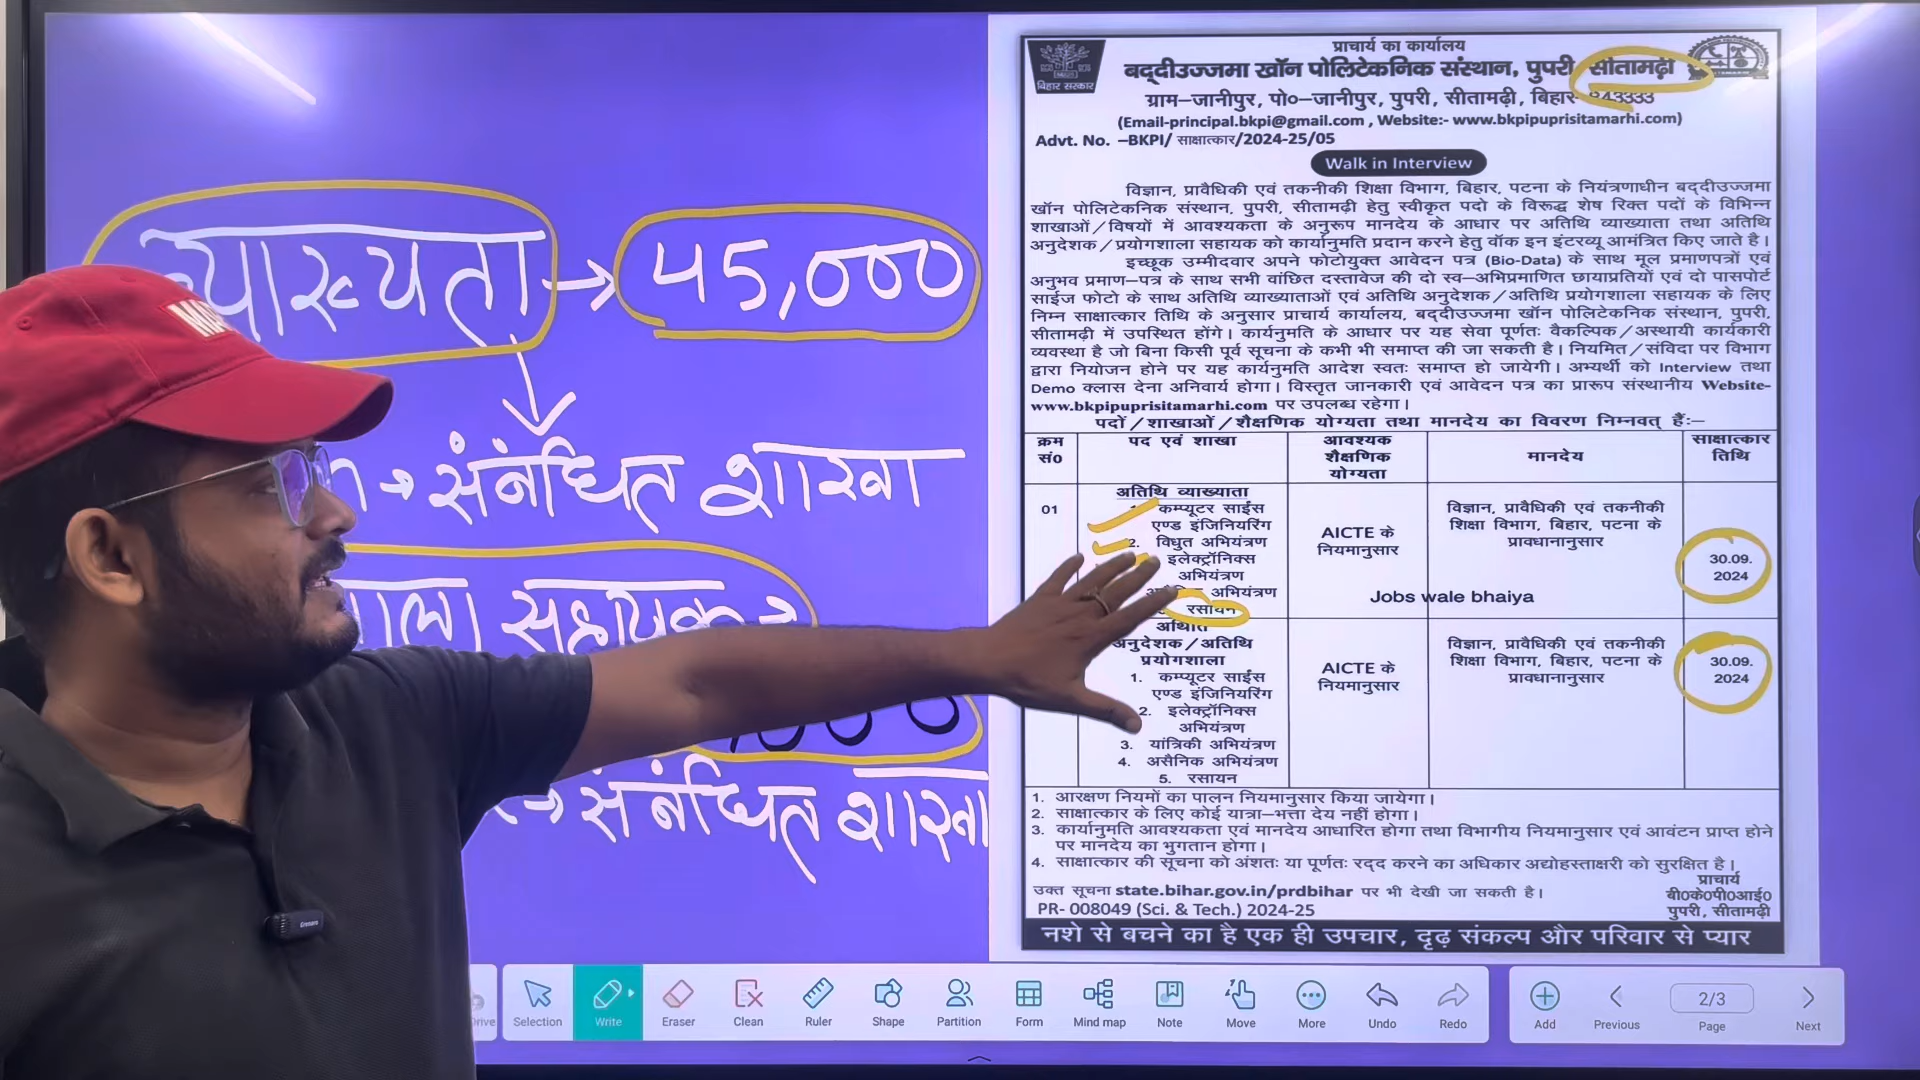 व्याख्यता → 45,000
→ संबंधित शाखा
सहायक →
→ संबंधित शाखा
बिहार सरकार
प्राचार्य का कार्यालय
बद्दीउज्जमा खाँन पोलिटेकनिक संस्थान, पुपरी, सीतामढ़ी
ग्राम–जानीपुर, पो०–जानीपुर, पुपरी, सीतामढ़ी, बिहार- 843333
(Email-principal.bkpi@gmail.com , Website:- www.bkpipuprisitamarhi.com)
Advt. No. –BKPI/ साक्षात्कार/2024-25/05
Walk in Interview
विज्ञान, प्रावैधिकी एवं तकनीकी शिक्षा विभाग, बिहार, पटना के नियंत्रणाधीन बद्दीउज्जमा
खाँन पोलिटेकनिक संस्थान, पुपरी, सीतामढ़ी हेतु स्वीकृत पदो के विरूद्ध शेष रिक्त पदों के विभिन्न
शाखाओं/विषयों में आवश्यकता के अनुरूप मानदेय के आधार पर अतिथि व्याख्याता तथा अतिथि
अनुदेशक/प्रयोगशाला सहायक को कार्यानुमति प्रदान करने हेतु वॉक इन इंटरव्यू आमंत्रित किए जाते है।
इच्छूक उम्मीदवार अपने फोटोयुक्त आवेदन पत्र (Bio-Data) के साथ मूल प्रमाणपत्रों एवं
अनुभव प्रमाण–पत्र के साथ सभी वांछित दस्तावेज की दो स्व–अभिप्रमाणित छायाप्रतियों एवं दो पासपोर्ट
साईज फोटो के साथ अतिथि व्याख्याताओं एवं अतिथि अनुदेशक/अतिथि प्रयोगशाला सहायक के लिए
निम्न साक्षात्कार तिथि के अनुसार प्राचार्य कार्यालय, बद्दीउज्जमा खाँन पोलिटेकनिक संस्थान, पुपरी,
सीतामढ़ी में उपस्थित होंगे। कार्यनुमति के आधार पर यह सेवा पूर्णतः वैकल्पिक/अस्थायी कार्यकारी
व्यवस्था है जो बिना किसी पूर्व सूचना के कभी भी समाप्त की जा सकती है। नियमित/संविदा पर विभाग
द्वारा नियोजन होने पर यह कार्यनुमति आदेश स्वतः समाप्त हो जायेगी। अभ्यर्थी को Interview तथा
Demo क्लास देना अनिवार्य होगा। विस्तृत जानकारी एवं आवेदन पत्र का प्रारूप संस्थानीय Website-
www.bkpipuprisitamarhi.com पर उपलब्ध रहेगा।
पदों/शाखाओं/शैक्षणिक योग्यता तथा मानदेय का विवरण निम्नवत् हैंः–
क्रम सं० पद एवं शाखा आवश्यक शैक्षणिक योग्यता मानदेय साक्षात्कार तिथि
01 अतिथि व्याख्याता
कम्प्यूटर साईंस
एण्ड इंजिनियरिंग
2. विधुत अभियंत्रण
इलेक्ट्रॉनिक्स
अभियंत्रण
अभियंत्रण
रसायन
AICTE के
नियमानुसार
विज्ञान, प्रावैधिकी एवं तकनीकी
शिक्षा विभाग, बिहार, पटना के
प्रावधानानुसार
30.09.
2024
Jobs wale bhaiya
अतिथि
अनुदेशक/अतिथि
प्रयोगशाला
1. कम्प्यूटर साईंस
एण्ड इंजिनियरिंग
2. इलेक्ट्रॉनिक्स
अभियंत्रण
3. यांत्रिकी अभियंत्रण
4. असैनिक अभियंत्रण
5. रसायन
AICTE के
नियमानुसार
विज्ञान, प्रावैधिकी एवं तकनीकी
शिक्षा विभाग, बिहार, पटना के
प्रावधानानुसार
30.09.
2024
1. आरक्षण नियमों का पालन नियमानुसार किया जायेगा।
2. साक्षात्कार के लिए कोई यात्रा–भत्ता देय नहीं होगा।
3. कार्यानुमति आवश्यकता एवं मानदेय आधारित होगा तथा विभागीय नियमानुसार एवं आवंटन प्राप्त होने
पर मानदेय का भुगतान होगा।
4. साक्षात्कार की सूचना को अंशतः या पूर्णतः रद्द करने का अधिकार अद्योहस्ताक्षरी को सुरक्षित है।
प्राचार्य
बी०के०पी०आई०
पुपरी, सीतामढ़ी
उक्त सूचना state.bihar.gov.in/prdbihar पर भी देखी जा सकती है।
PR- 008049 (Sci. & Tech.) 2024-25
नशे से बचने का है एक ही उपचार, दृढ़ संकल्प और परिवार से प्यार
Selection Write Eraser Clean Ruler Shape Partition Form Mind map Note Move More Undo Redo
Add Previous 2/3 Page Next